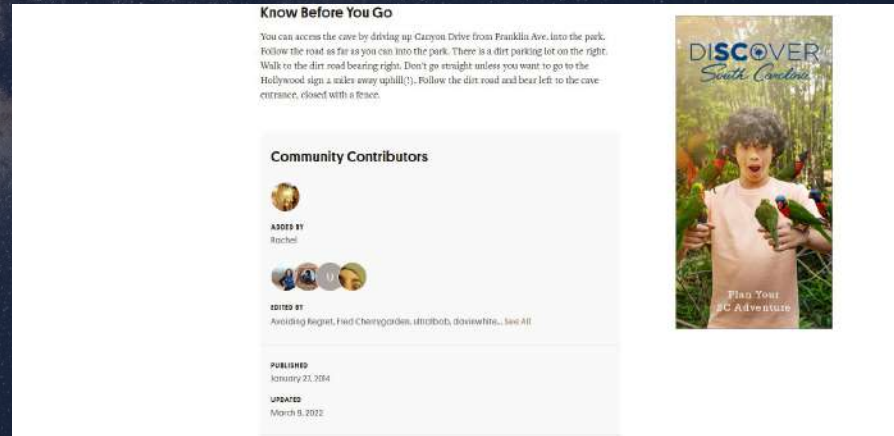 Know Before You Go
You can access the cave by driving up Canyon Drive from Franklin Ave. into the park.
Follow the road as far as you can into the park. There is a dirt parking lot on the right.
Walk to the dirt road bearing right. Don't go straight unless you want to go to the
Hollywood sign 2 miles away uphill(!). Follow the dirt road and bear left to the cave
entrance, closed with a fence.
Community Contributors
ADDED BY
Rachel
U
EDITED BY
Avoiding Regret, Fred Cherrygarden, ultratbob, daviewhite... See All
PUBLISHED
January 27, 2014
UPDATED
March 9, 2022
DISCOVER
South Carolina
Plan Your
SC Adventure